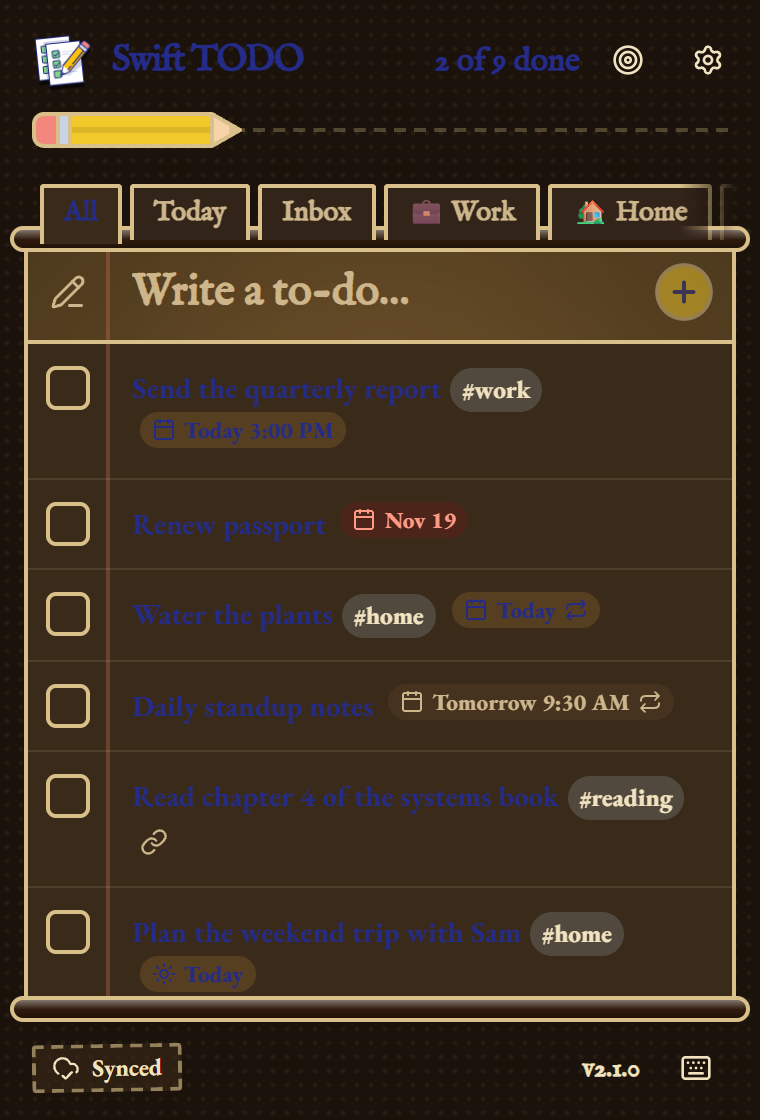 Swift TODO
2 of 9 done
All
Today
Inbox
Work
Home
Write a to-do...
Send the quarterly report #work
Today 3:00 PM
Renew passport Nov 19
Water the plants #home Today
Daily standup notes Tomorrow 9:30 AM
Read chapter 4 of the systems book #reading
Plan the weekend trip with Sam #home
Today
Synced
V2.1.0